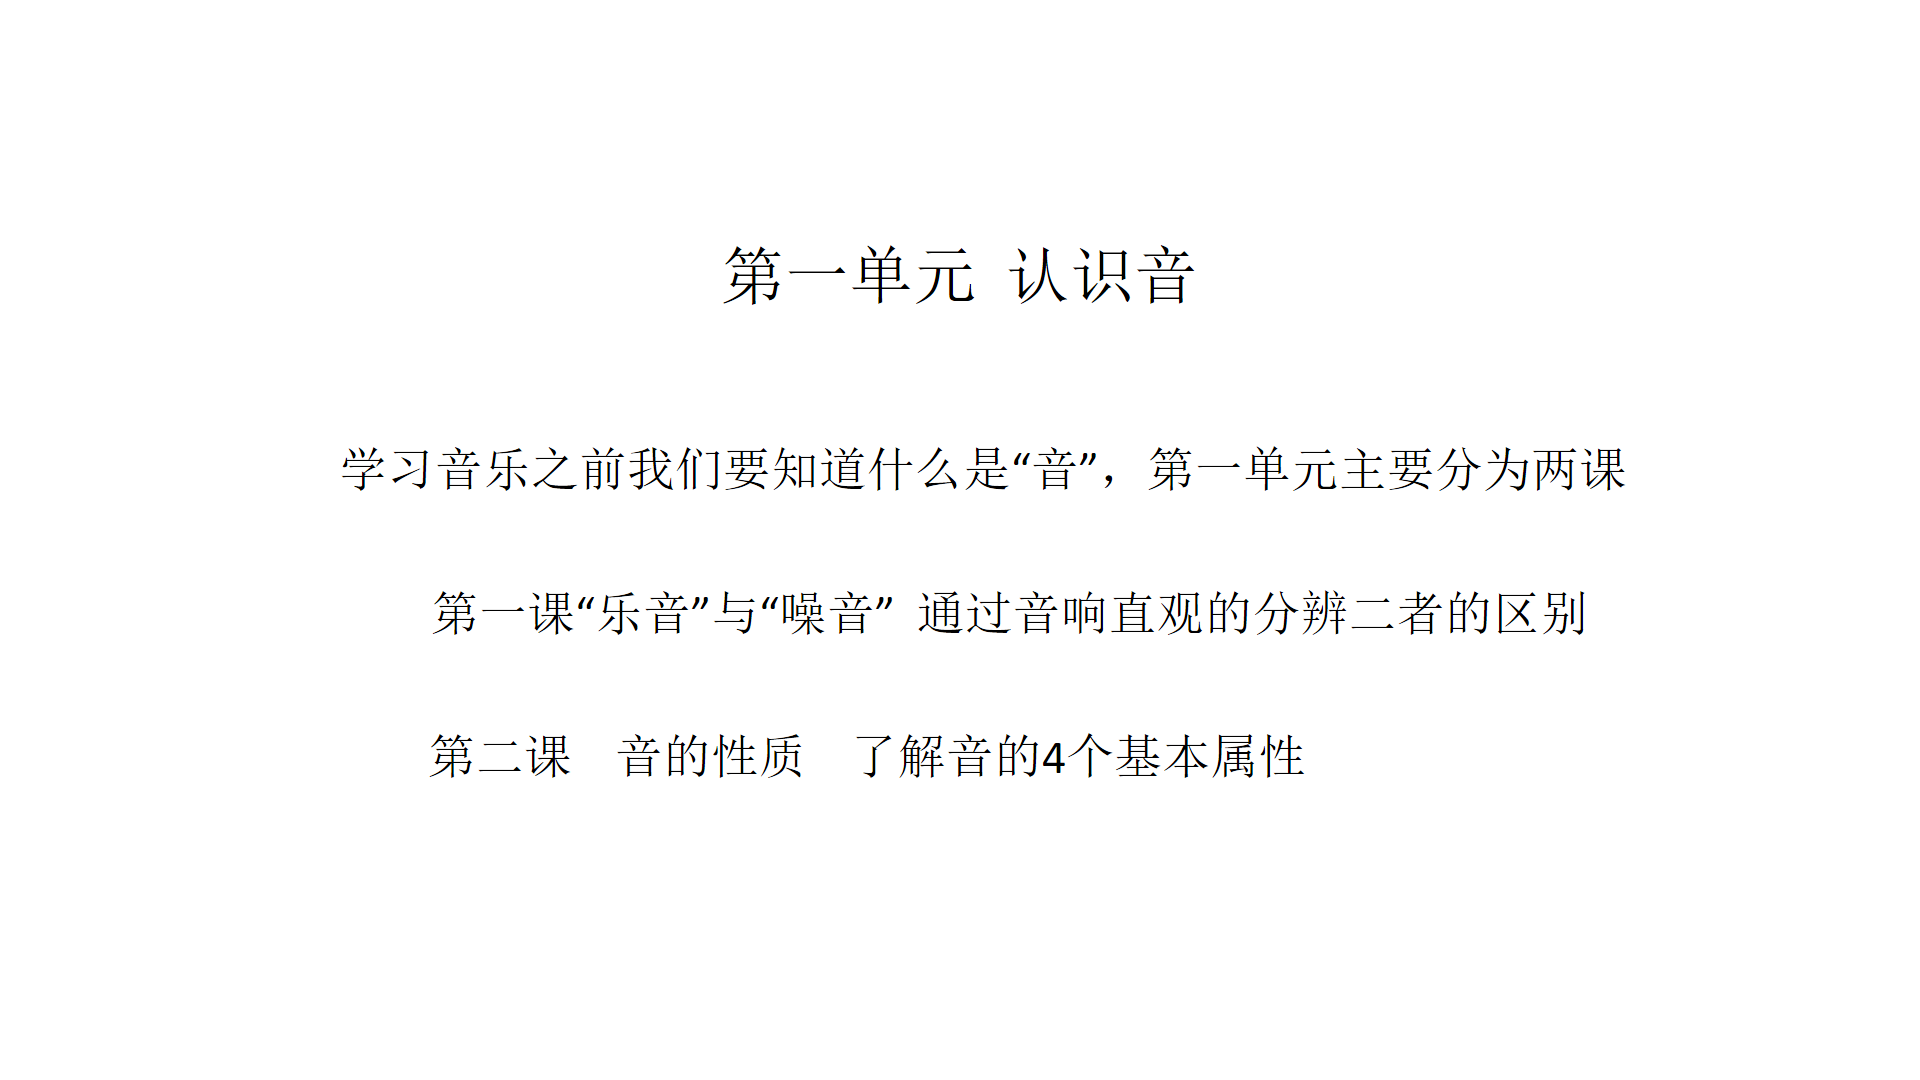 第一单元 认识音
学习音乐之前我们要知道什么是“音”，第一单元主要分为两课
第一课“乐音”与“噪音” 通过音响直观的分辨二者的区别
第二课　音的性质　了解音的4个基本属性